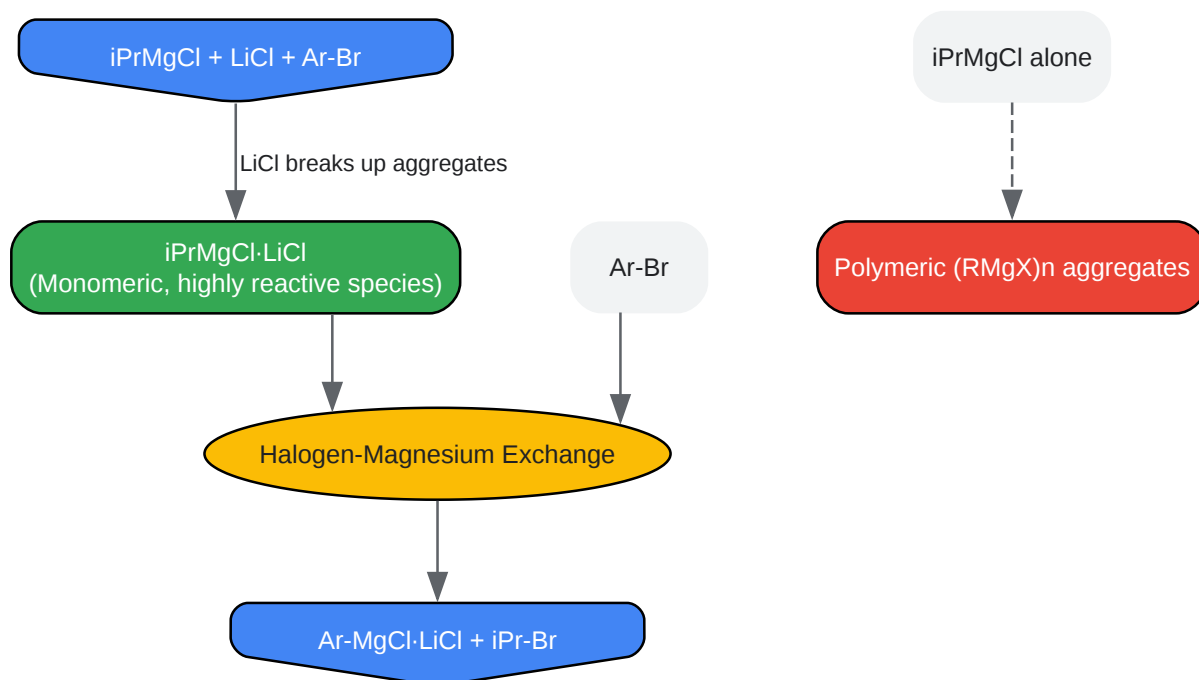 iPrMgCl + LiCl + Ar-Br
iPrMgCl alone
LiCl breaks up aggregates
iPrMgCl·LiCl
(Monomeric, highly reactive species)
Ar-Br
Polymeric (RMgX)n aggregates
Halogen-Magnesium Exchange
Ar-MgCl·LiCl + iPr-Br